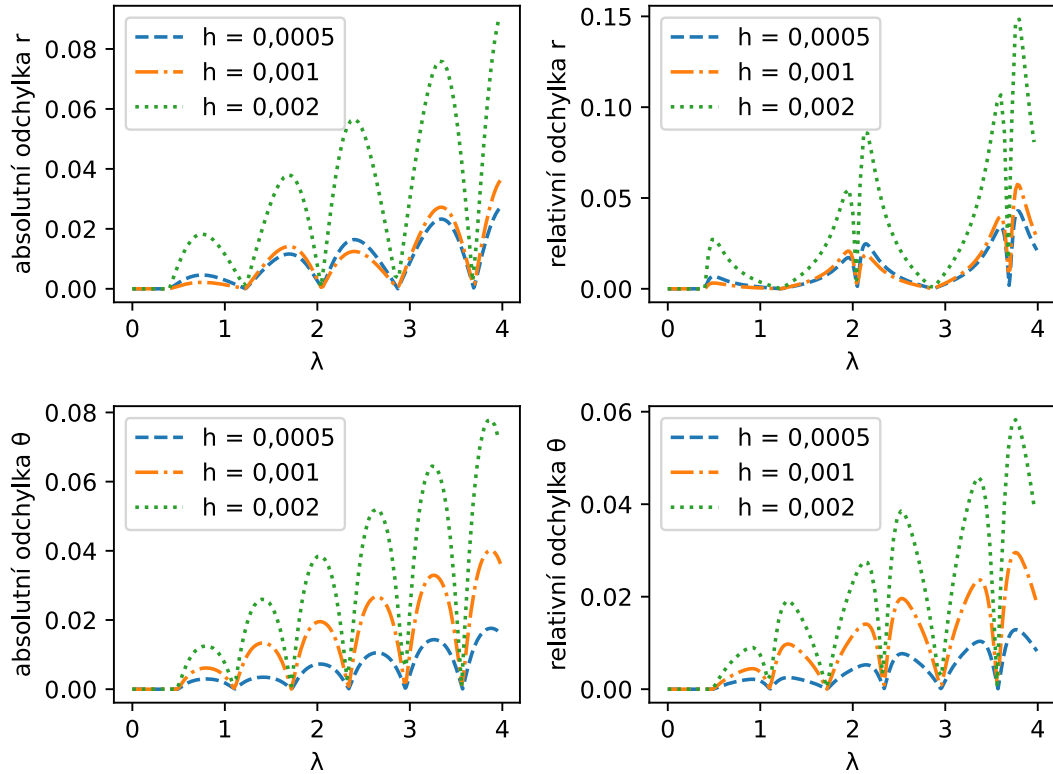 absolutní odchylka r
0.08
0.06
0.04
0.02
0.00
h = 0,0005
h = 0,001
h = 0,002
0 1 2 3 4
λ
relativní odchylka r
0.15
0.10
0.05
0.00
h = 0,0005
h = 0,001
h = 0,002
0 1 2 3 4
λ
absolutní odchylka θ
0.08
0.06
0.04
0.02
0.00
h = 0,0005
h = 0,001
h = 0,002
0 1 2 3 4
λ
relativní odchylka θ
0.06
0.04
0.02
0.00
h = 0,0005
h = 0,001
h = 0,002
0 1 2 3 4
λ